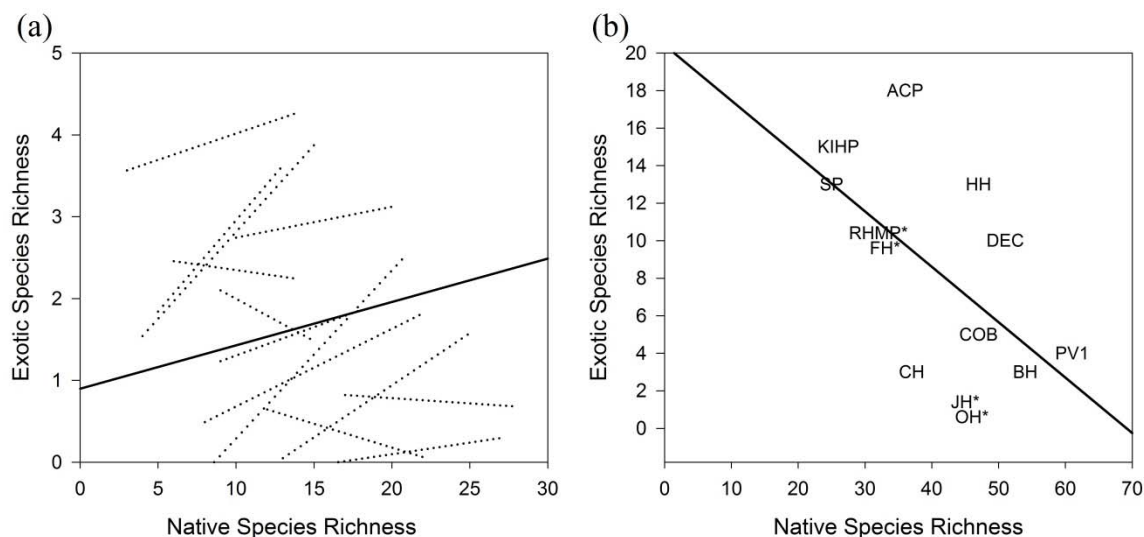 (a)
5
4
3
2
1
0
Exotic Species Richness
0 5 10 15 20 25 30
Native Species Richness
(b)
20
18
16
14
12
10
8
6
4
2
0
Exotic Species Richness
ACP
KIHP
SP
HH
RHMP*
FH*
DEC
COB
PV1
CH
BH
JH*
OH*
0 10 20 30 40 50 60 70
Native Species Richness